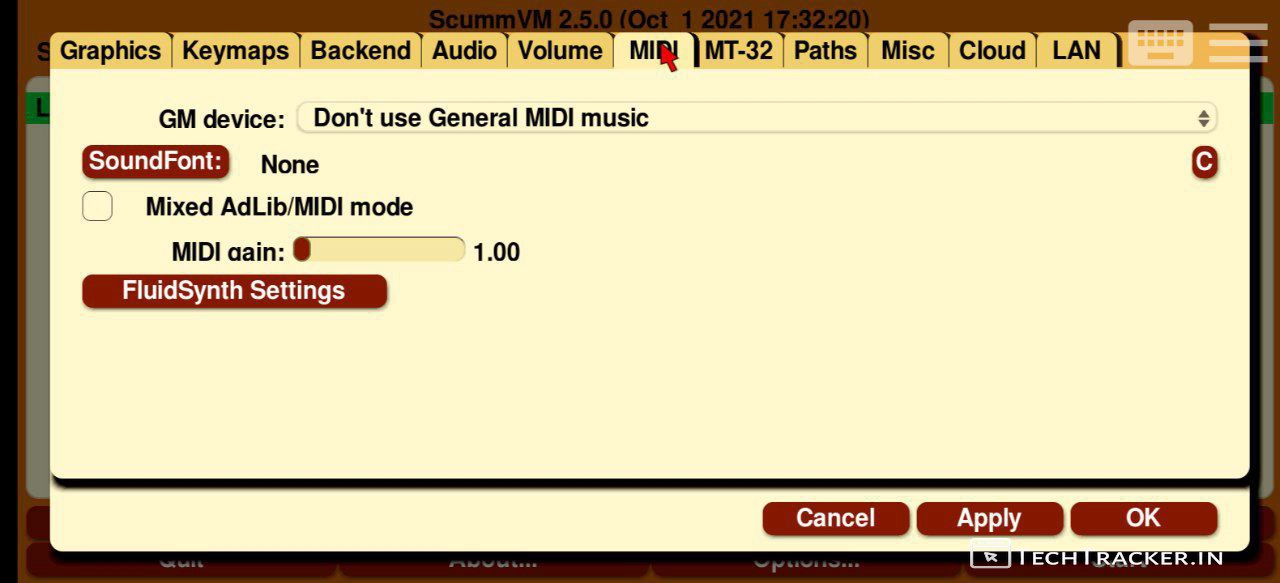 ScummVM 2.5.0 (Oct 1 2021 17:32:20)
Graphics Keymaps Backend Audio Volume MIDI MT-32 Paths Misc Cloud LAN
GM device: Don't use General MIDI music
SoundFont: None C
Mixed AdLib/MIDI mode
MIDI gain: 1.00
FluidSynth Settings
Cancel Apply OK
Quit About... Options...
TECHTRACKER.IN